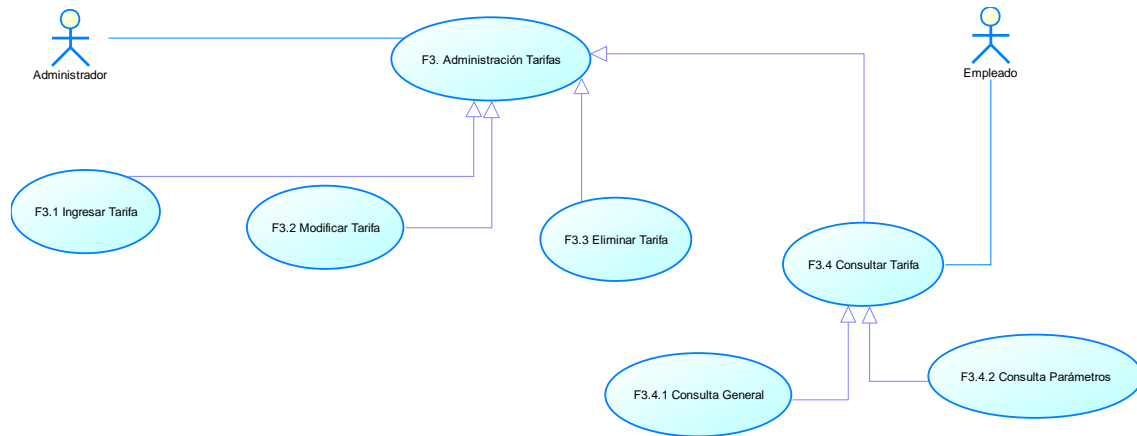 F3. Administración Tarifas
Administrador
Empleado
F3.1 Ingresar Tarifa
F3.2 Modificar Tarifa
F3.3 Eliminar Tarifa
F3.4 Consultar Tarifa
F3.4.1 Consulta General
F3.4.2 Consulta Parámetros